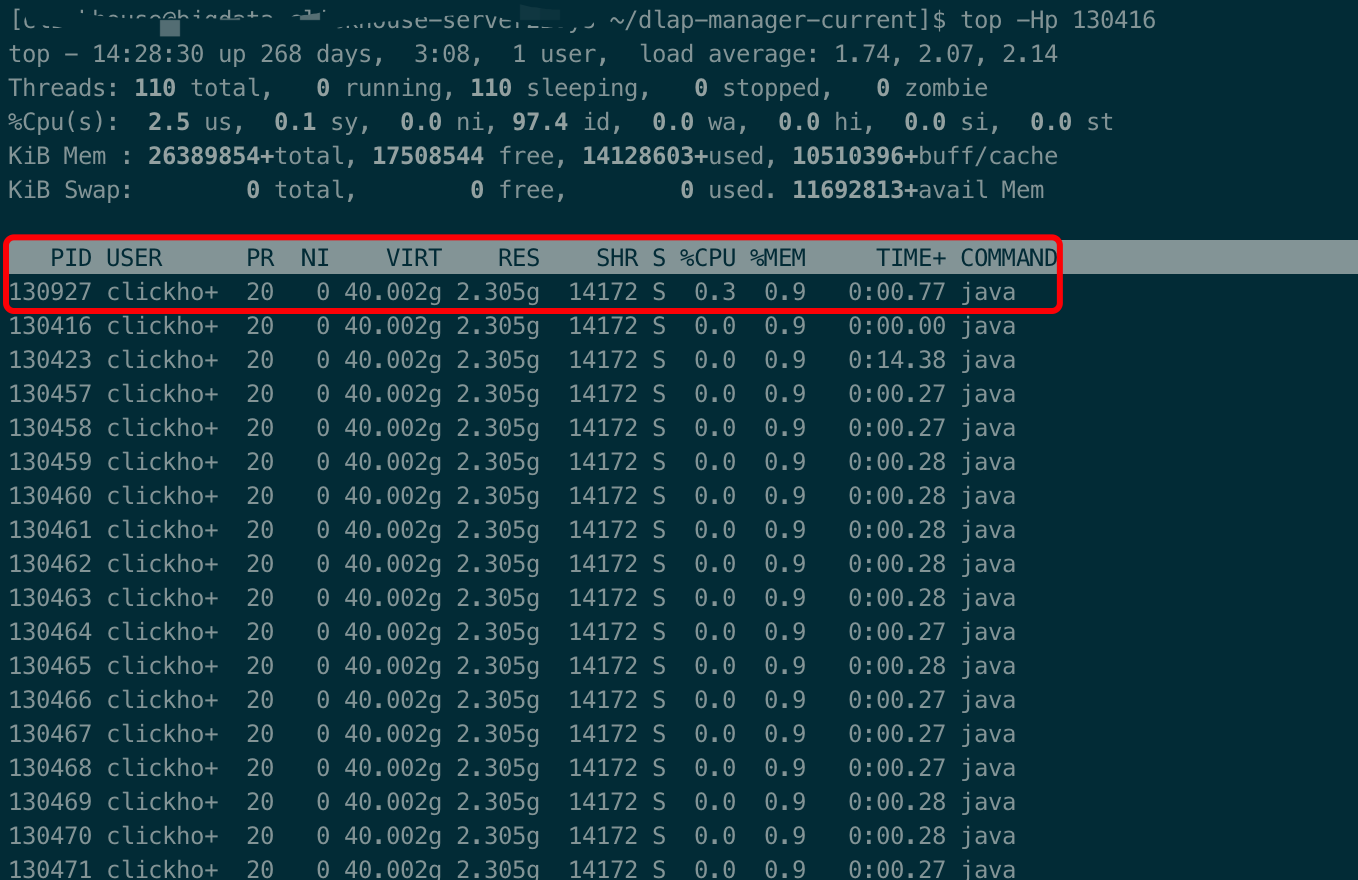 ~/dlap-manager-current]$ top -Hp 130416
top - 14:28:30 up 268 days,  3:08,  1 user,  load average: 1.74, 2.07, 2.14
Threads: 110 total,   0 running, 110 sleeping,   0 stopped,   0 zombie
%Cpu(s):  2.5 us,  0.1 sy,  0.0 ni, 97.4 id,  0.0 wa,  0.0 hi,  0.0 si,  0.0 st
KiB Mem : 26389854+total, 17508544 free, 14128603+used, 10510396+buff/cache
KiB Swap:        0 total,        0 free,        0 used. 11692813+avail Mem
PID USER      PR  NI    VIRT    RES    SHR S %CPU %MEM     TIME+ COMMAND
130927 clickho+  20   0 40.002g 2.305g  14172 S  0.3  0.9   0:00.77 java
130416 clickho+  20   0 40.002g 2.305g  14172 S  0.0  0.9   0:00.00 java
130423 clickho+  20   0 40.002g 2.305g  14172 S  0.0  0.9   0:14.38 java
130457 clickho+  20   0 40.002g 2.305g  14172 S  0.0  0.9   0:00.27 java
130458 clickho+  20   0 40.002g 2.305g  14172 S  0.0  0.9   0:00.27 java
130459 clickho+  20   0 40.002g 2.305g  14172 S  0.0  0.9   0:00.28 java
130460 clickho+  20   0 40.002g 2.305g  14172 S  0.0  0.9   0:00.28 java
130461 clickho+  20   0 40.002g 2.305g  14172 S  0.0  0.9   0:00.28 java
130462 clickho+  20   0 40.002g 2.305g  14172 S  0.0  0.9   0:00.28 java
130463 clickho+  20   0 40.002g 2.305g  14172 S  0.0  0.9   0:00.28 java
130464 clickho+  20   0 40.002g 2.305g  14172 S  0.0  0.9   0:00.27 java
130465 clickho+  20   0 40.002g 2.305g  14172 S  0.0  0.9   0:00.28 java
130466 clickho+  20   0 40.002g 2.305g  14172 S  0.0  0.9   0:00.27 java
130467 clickho+  20   0 40.002g 2.305g  14172 S  0.0  0.9   0:00.27 java
130468 clickho+  20   0 40.002g 2.305g  14172 S  0.0  0.9   0:00.27 java
130469 clickho+  20   0 40.002g 2.305g  14172 S  0.0  0.9   0:00.28 java
130470 clickho+  20   0 40.002g 2.305g  14172 S  0.0  0.9   0:00.28 java
130471 clickho+  20   0 40.002g 2.305g  14172 S  0.0  0.9   0:00.27 java